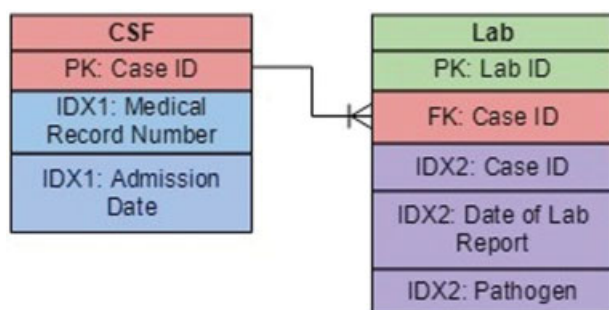 CSF
PK: Case ID
IDX1: Medical
Record Number
IDX1: Admission
Date
Lab
PK: Lab ID
FK: Case ID
IDX2: Case ID
IDX2: Date of Lab
Report
IDX2: Pathogen